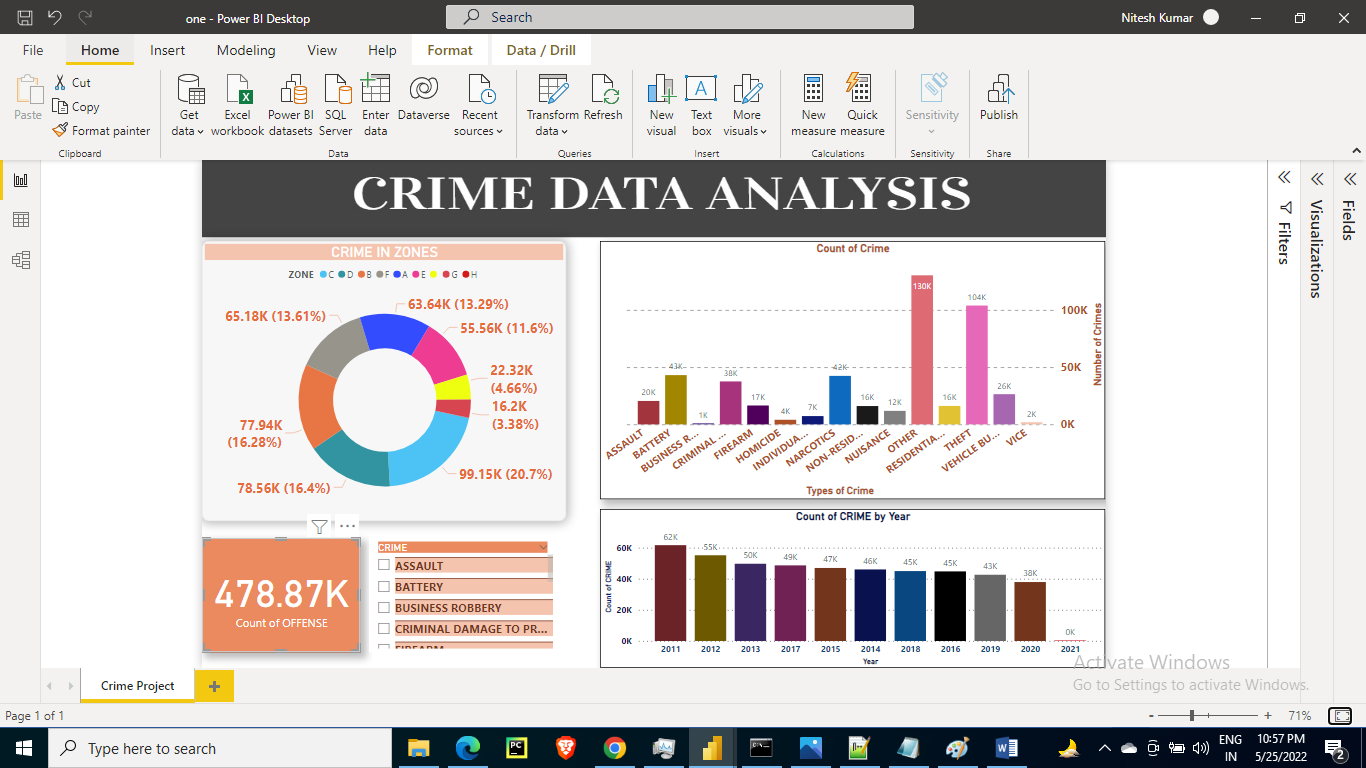 one - Power BI Desktop
Search
Nitesh Kumar
File Home Insert Modeling View Help Format Data / Drill
Paste
Cut
Copy
Format painter
Clipboard
Get data
Excel workbook
Power BI datasets
SQL Server
Enter data
Dataverse
Recent sources
Data
Transform data
Refresh
Queries
New visual
Text box
More visuals
Insert
New measure
Quick measure
Calculations
Sensitivity
Sensitivity
Publish
Share
CRIME DATA ANALYSIS
CRIME IN ZONES
ZONE C D B F A E G H
63.64K (13.29%)
65.18K (13.61%)
55.56K (11.6%)
22.32K
(4.66%)
16.2K
(3.38%)
77.94K
(16.28%)
99.15K (20.7%)
78.56K (16.4%)
478.87K
Count of OFFENSE
CRIME
ASSAULT
BATTERY
BUSINESS ROBBERY
CRIMINAL DAMAGE TO PR...
FIREARM
Count of Crime
20K 43K 1K 38K 17K 4K 7K 42K 16K 12K 130K 16K 104K 26K 2K
100K
50K
0K
Number of Crimes
ASSAULT
BATTERY
BUSINESS R...
CRIMINAL ...
FIREARM
HOMICIDE
INDIVIDUA...
NARCOTICS
NON-RESID...
NUISANCE
OTHER
RESIDENTIA...
THEFT
VEHICLE BU...
VICE
Types of Crime
Count of CRIME by Year
Count of CRIME
60K
40K
20K
0K
62K 55K 50K 49K 47K 46K 45K 45K 43K 38K 0K
2011 2012 2013 2017 2015 2014 2018 2016 2019 2020 2021
Year
Filters
Visualizations
Fields
Activate Windows
Go to Settings to activate Windows.
Crime Project
+
Page 1 of 1
- + 71%
Type here to search
PC
A
W
ENG
IN
10:57 PM
5/25/2022
2